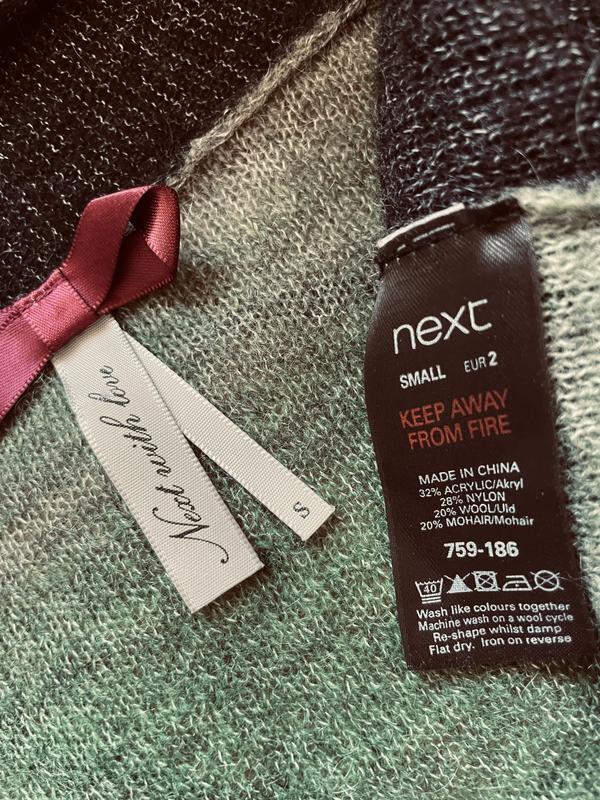 Next with love
S
next
SMALL EUR 2
KEEP AWAY
FROM FIRE
MADE IN CHINA
32% ACRYLIC/Akryl
28% NYLON
20% WOOL/Uld
20% MOHAIR/Mohair
759-186
40
Wash like colours together
Machine wash on a wool cycle
Re-shape whilst damp
Flat dry. Iron on reverse